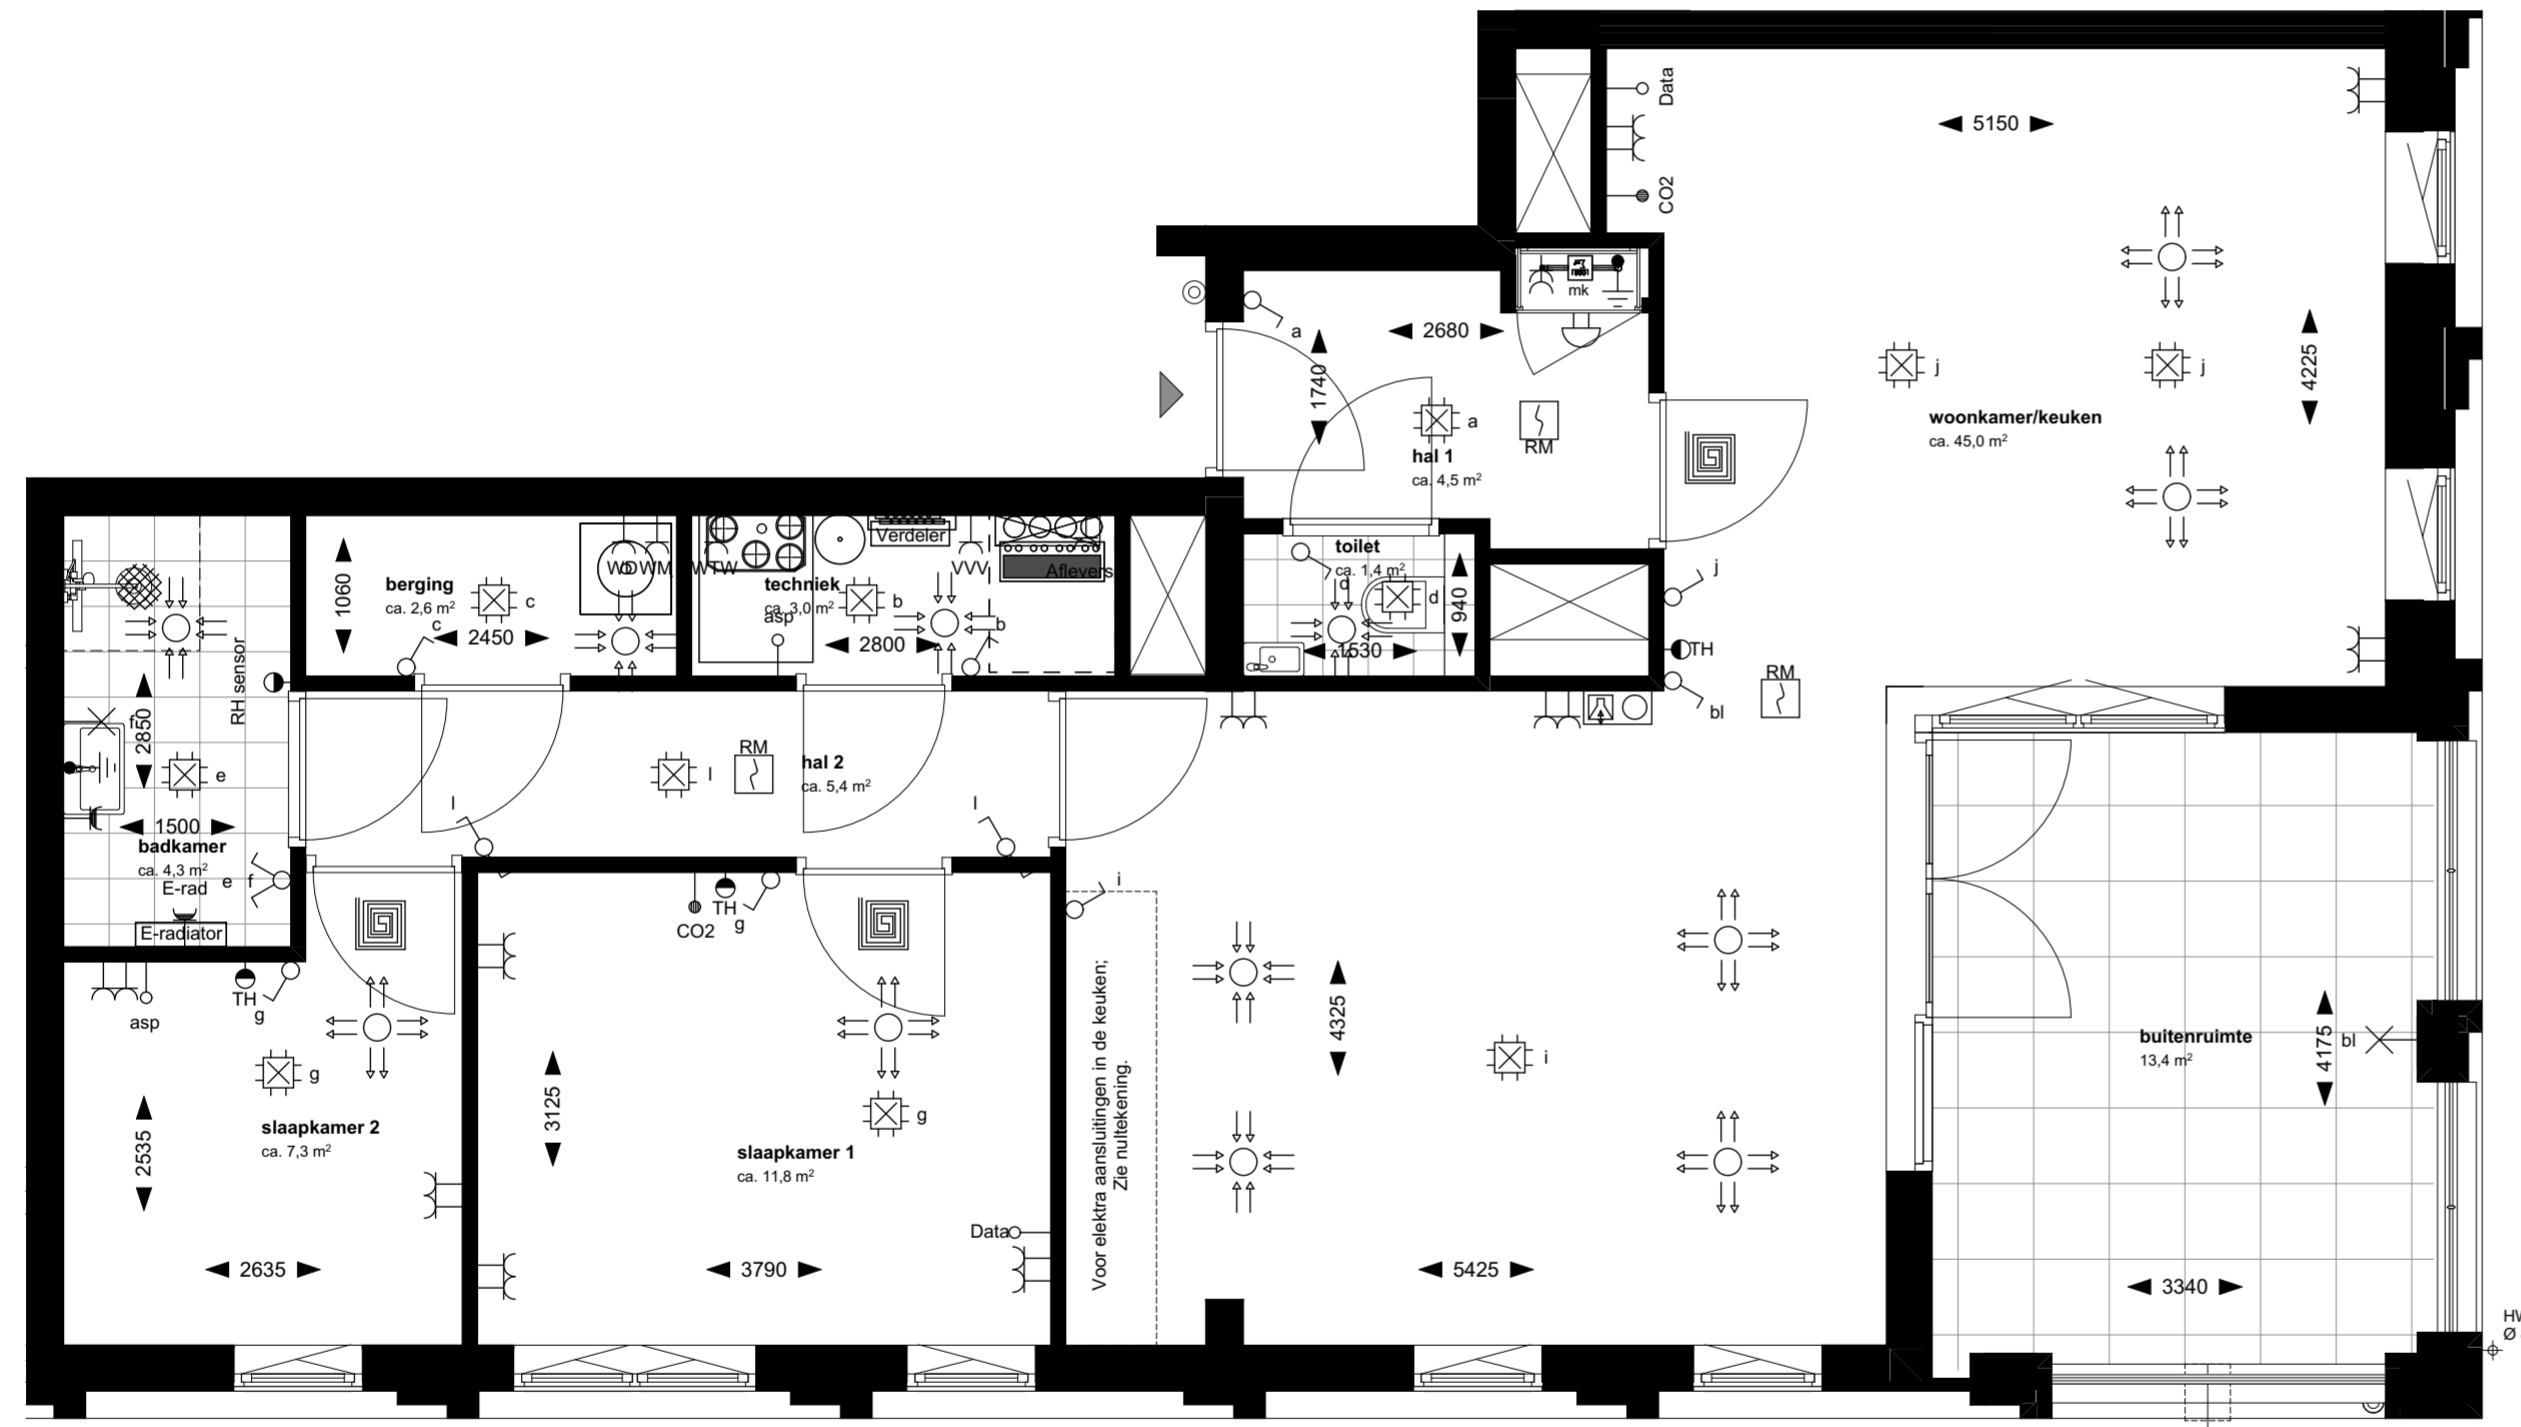 Data
5150
CO2
mk
a
2680
1740
a
RM
hal 1
ca. 4,5 m²
j
j
4225
woonkamer/keuken
ca. 45,0 m²
toilet
ca. 1,4 m²
d
d
940
1530
j
TH
bl
RM
1060
berging
ca. 2,6 m²
c
c
2450
WD
WM
WTW
Verdeler
techniek
ca. 3,0 m²
asp
b
b
2800
VVV
Aflevers
RH sensor
f
2850
e
1500
badkamer
ca. 4,3 m²
E-rad
e
f
E-radiator
l
l
RM
hal 2
ca. 5,4 m²
l
asp
TH
g
g
slaapkamer 2
ca. 7,3 m²
2535
2635
CO2
TH
g
3125
g
slaapkamer 1
ca. 11,8 m²
Data
3790
i
Voor elektra aansluitingen in de keuken;
Zie nultekening.
4325
i
5425
buitenruimte
13,4 m²
4175
bl
3340
Ø